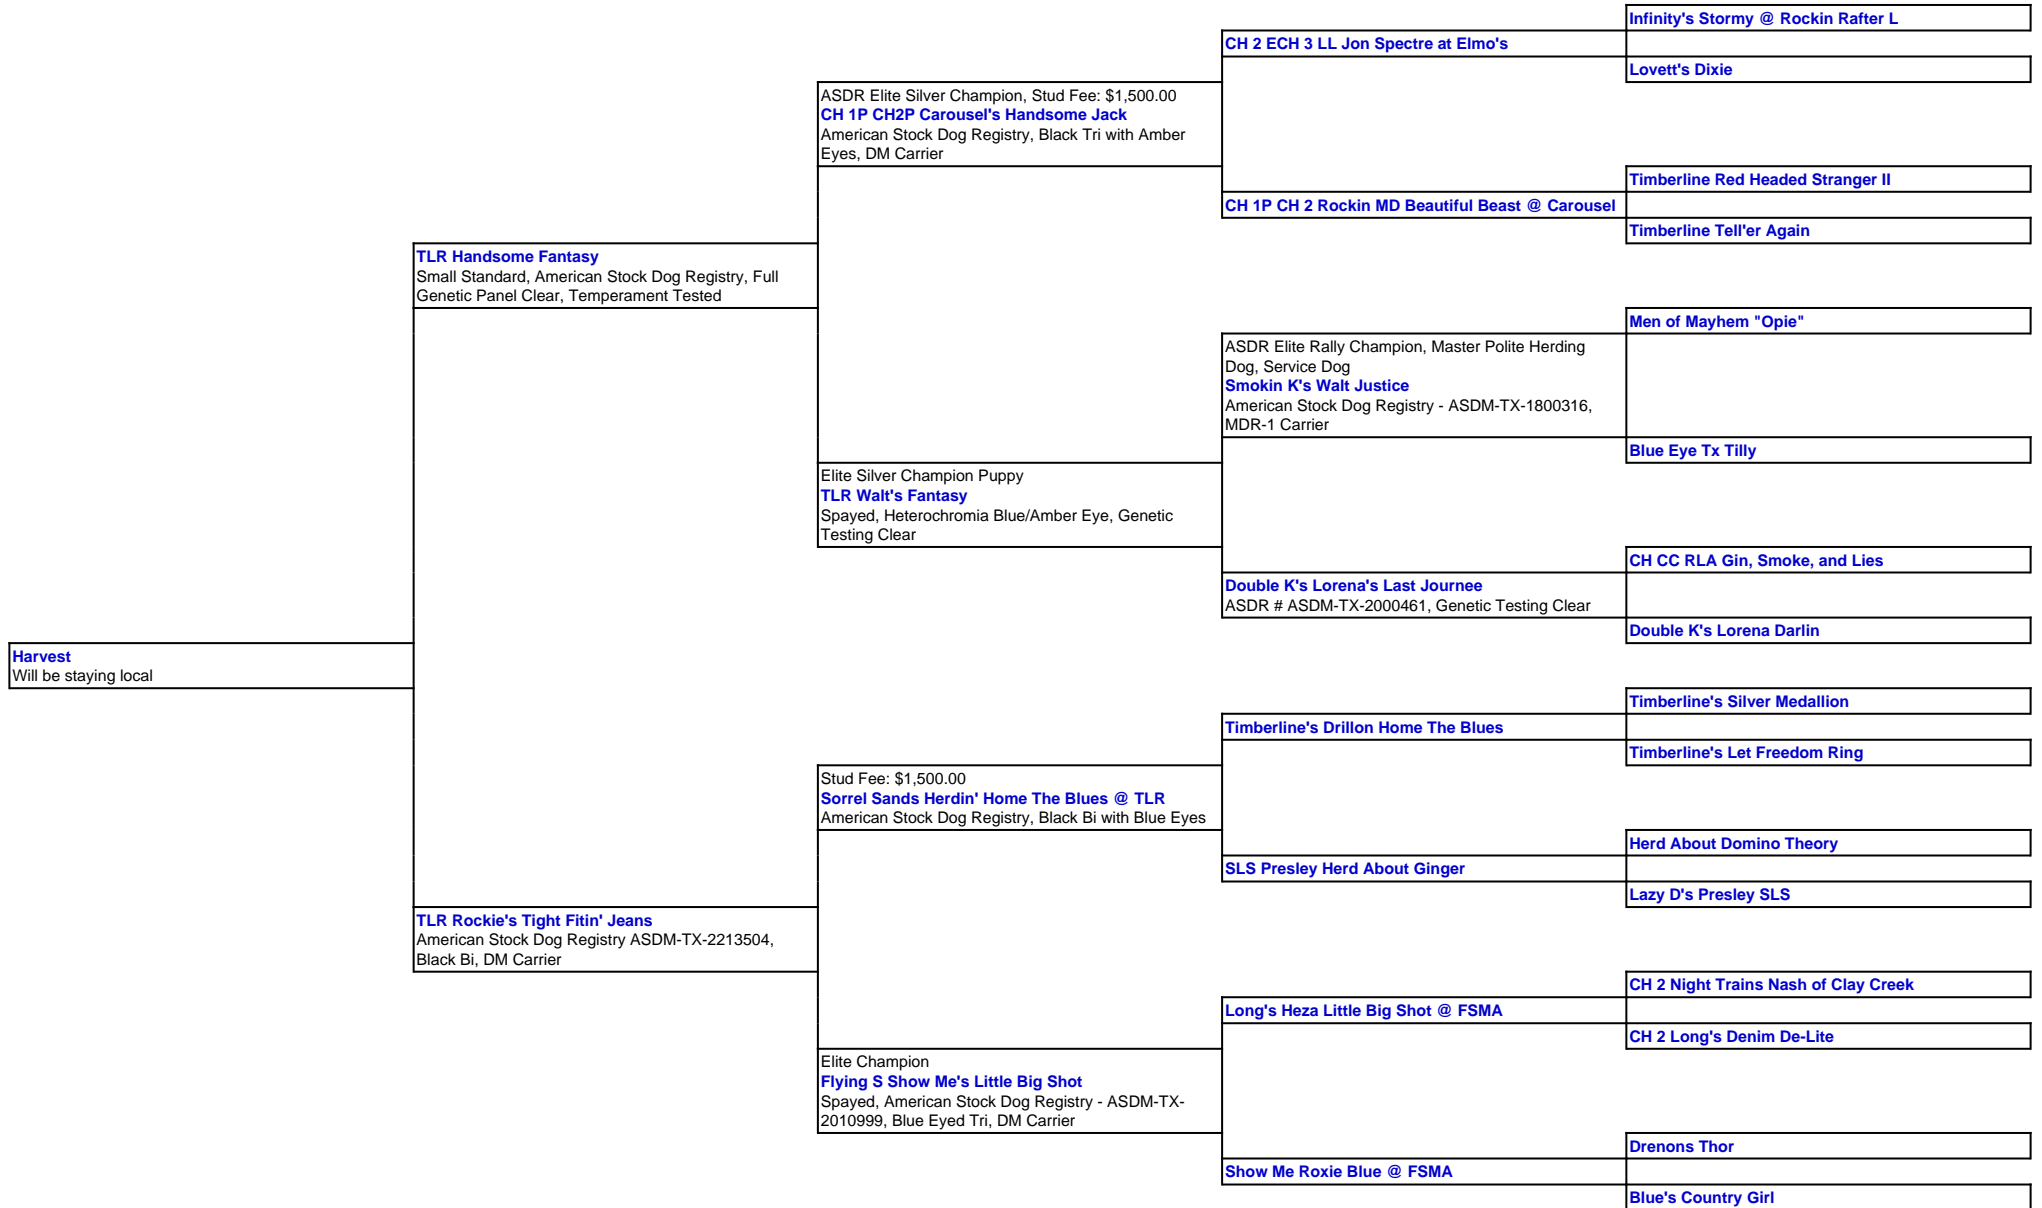 Infinity's Stormy @ Rockin Rafter L
CH 2 ECH 3 LL Jon Spectre at Elmo's
Lovett's Dixie
ASDR Elite Silver Champion, Stud Fee: $1,500.00
CH 1P CH2P Carousel's Handsome Jack
American Stock Dog Registry, Black Tri with Amber
Eyes, DM Carrier
Timberline Red Headed Stranger II
CH 1P CH 2 Rockin MD Beautiful Beast @ Carousel
Timberline Tell'er Again
TLR Handsome Fantasy
Small Standard, American Stock Dog Registry, Full
Genetic Panel Clear, Temperament Tested
Men of Mayhem "Opie"
ASDR Elite Rally Champion, Master Polite Herding
Dog, Service Dog
Smokin K's Walt Justice
American Stock Dog Registry - ASDM-TX-1800316,
MDR-1 Carrier
Blue Eye Tx Tilly
Elite Silver Champion Puppy
TLR Walt's Fantasy
Spayed, Heterochromia Blue/Amber Eye, Genetic
Testing Clear
CH CC RLA Gin, Smoke, and Lies
Double K's Lorena's Last Journee
ASDR # ASDM-TX-2000461, Genetic Testing Clear
Double K's Lorena Darlin
Harvest
Will be staying local
Timberline's Silver Medallion
Timberline's Drillon Home The Blues
Timberline's Let Freedom Ring
Stud Fee: $1,500.00
Sorrel Sands Herdin' Home The Blues @ TLR
American Stock Dog Registry, Black Bi with Blue Eyes
Herd About Domino Theory
SLS Presley Herd About Ginger
Lazy D's Presley SLS
TLR Rockie's Tight Fitin' Jeans
American Stock Dog Registry ASDM-TX-2213504,
Black Bi, DM Carrier
CH 2 Night Trains Nash of Clay Creek
Long's Heza Little Big Shot @ FSMA
CH 2 Long's Denim De-Lite
Elite Champion
Flying S Show Me's Little Big Shot
Spayed, American Stock Dog Registry - ASDM-TX-
2010999, Blue Eyed Tri, DM Carrier
Drenons Thor
Show Me Roxie Blue @ FSMA
Blue's Country Girl